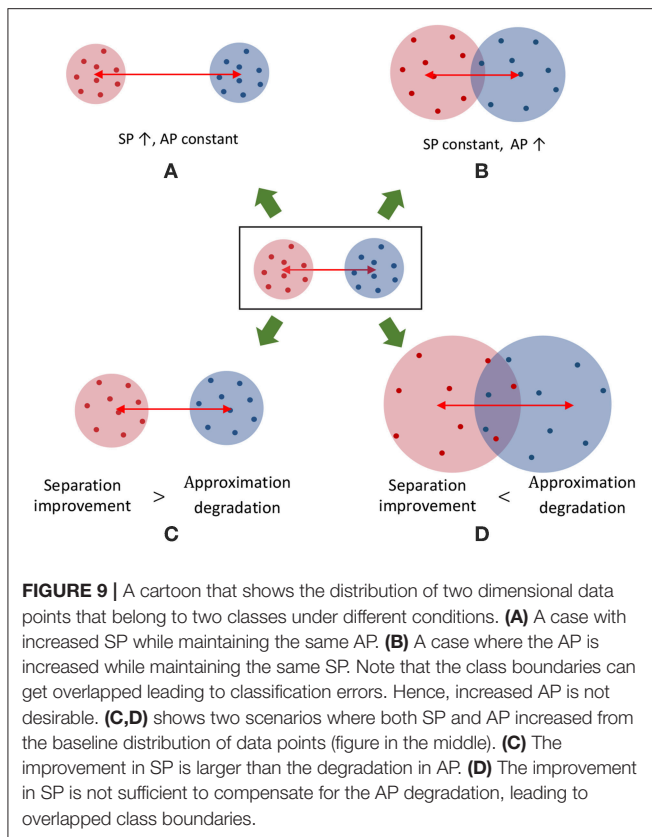 SP ↑, AP constant
A
SP constant, AP ↑
B
Separation improvement > Approximation degradation
C
Separation improvement < Approximation degradation
D
FIGURE 9 | A cartoon that shows the distribution of two dimensional data
points that belong to two classes under different conditions. (A) A case with
increased SP while maintaining the same AP. (B) A case where the AP is
increased while maintaining the same SP. Note that the class boundaries can
get overlapped leading to classification errors. Hence, increased AP is not
desirable. (C,D) shows two scenarios where both SP and AP increased from
the baseline distribution of data points (figure in the middle). (C) The
improvement in SP is larger than the degradation in AP. (D) The improvement
in SP is not sufficient to compensate for the AP degradation, leading to
overlapped class boundaries.